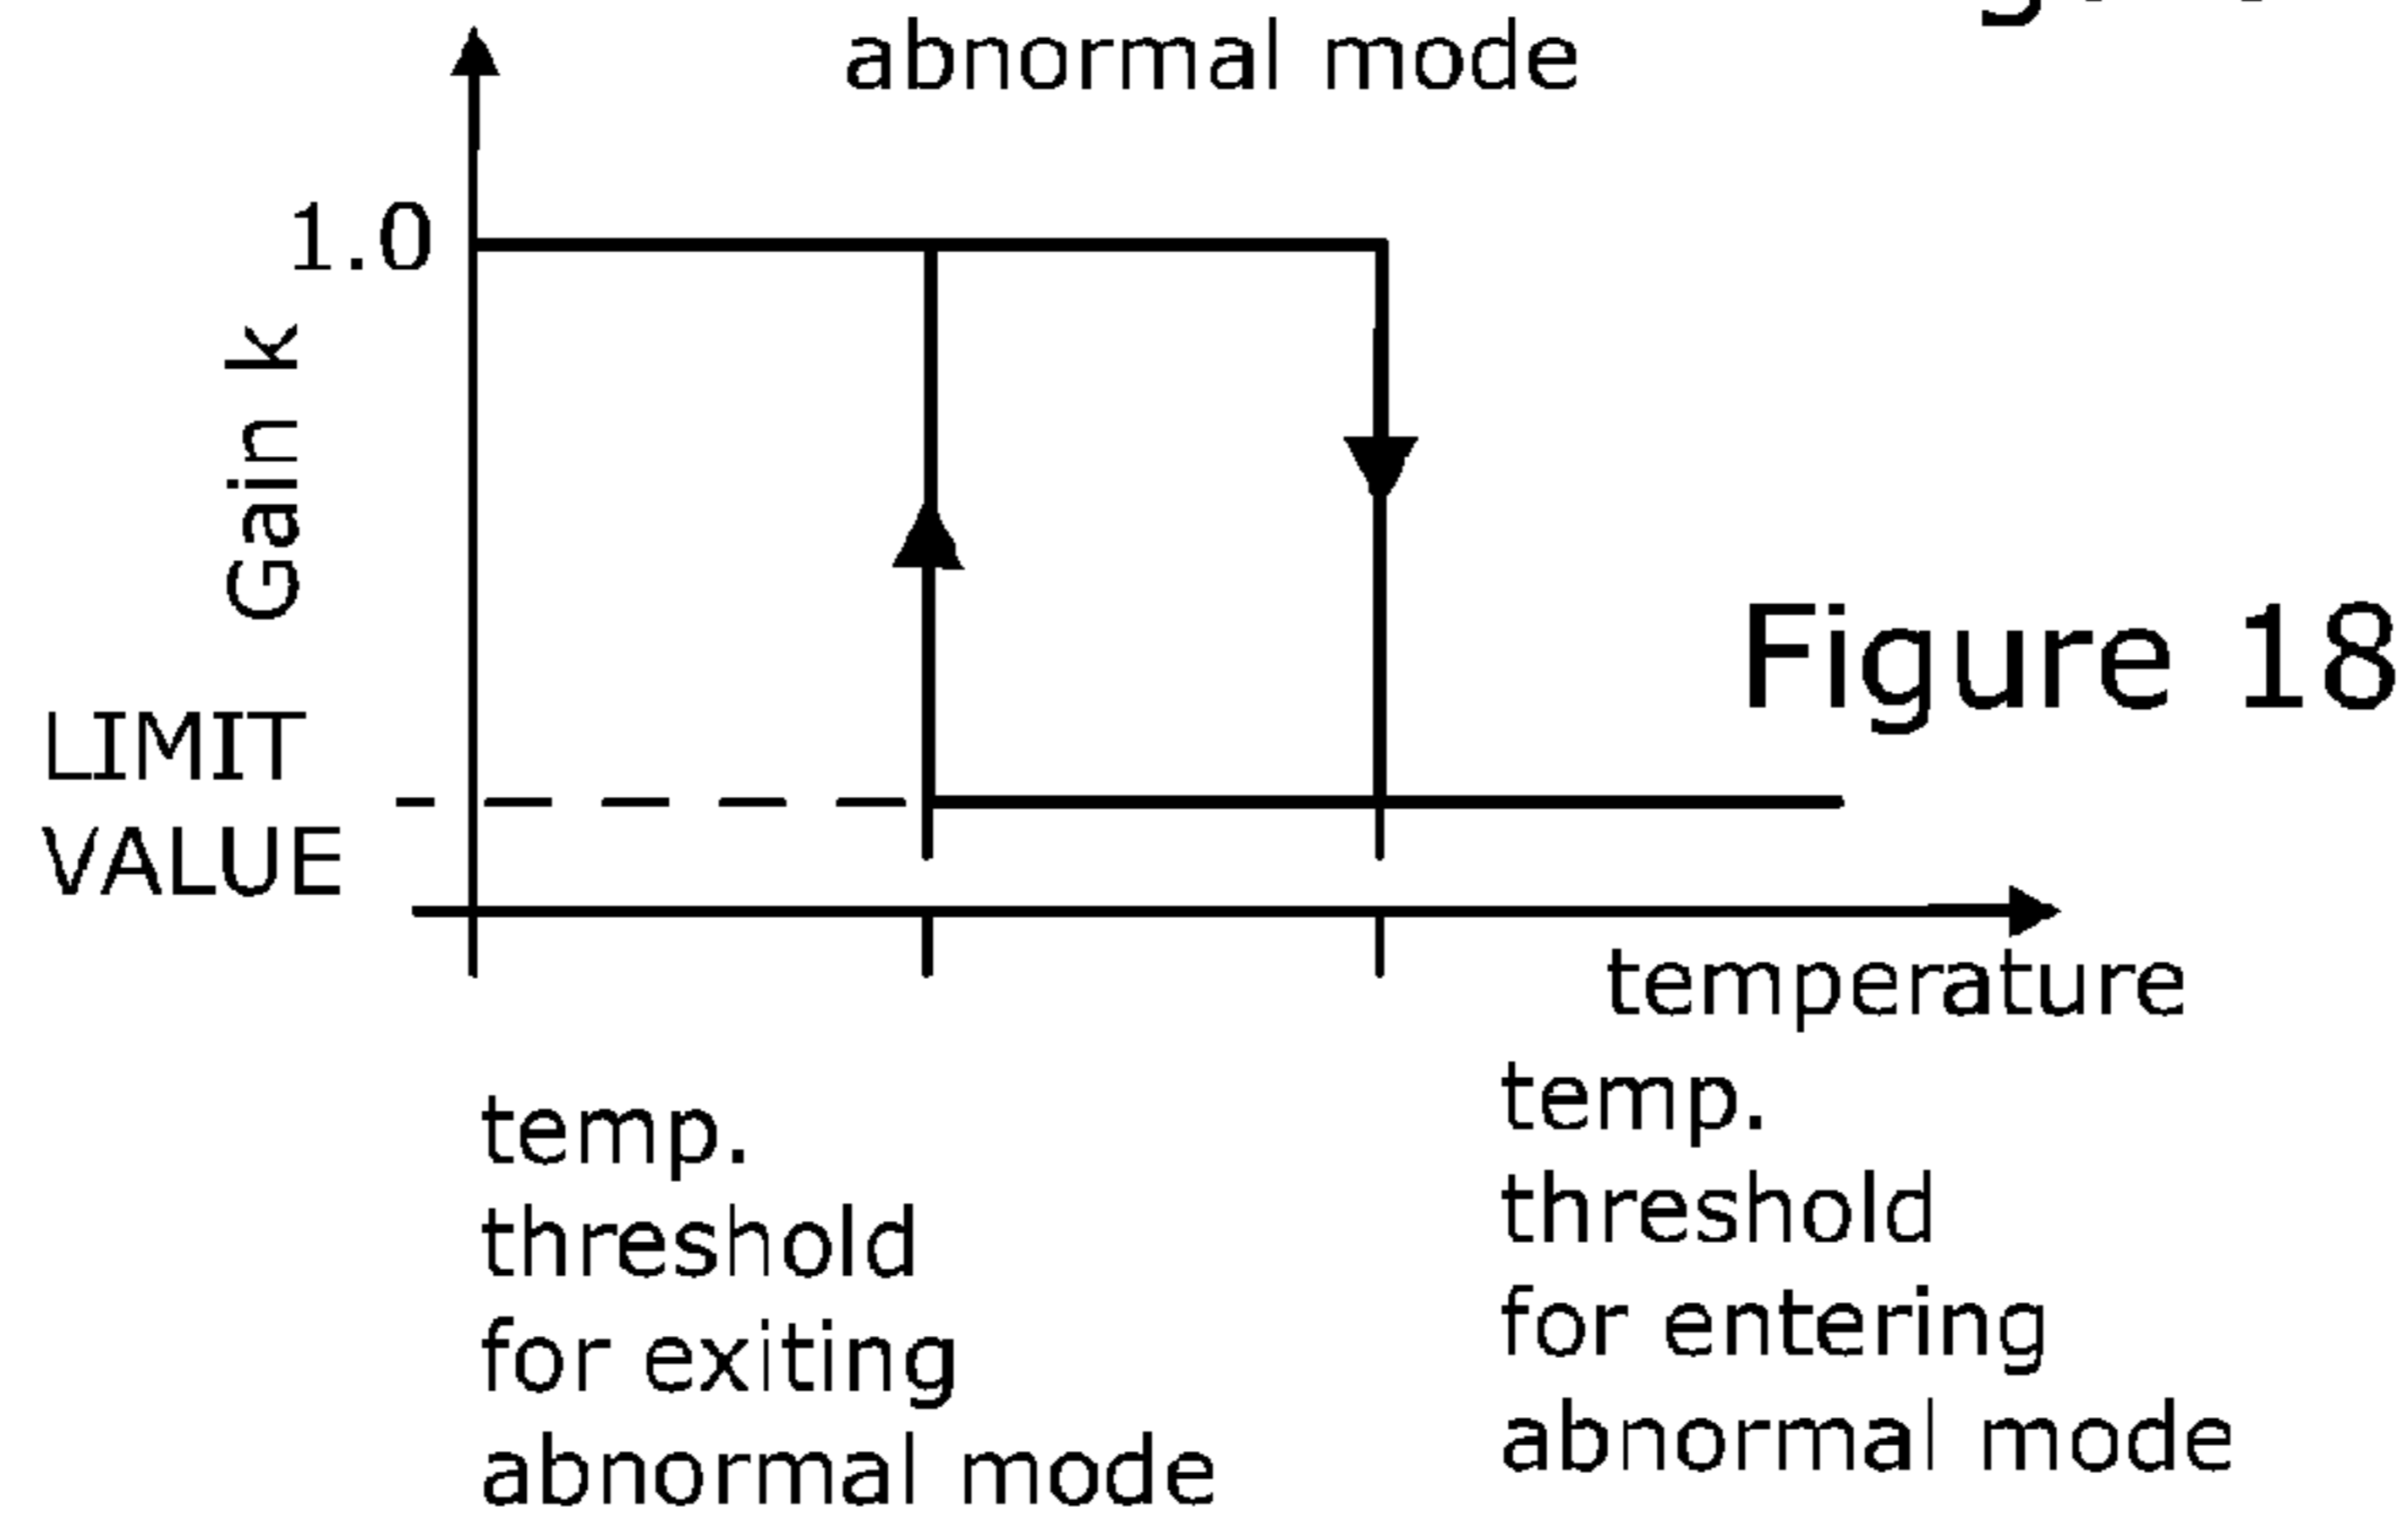 abnormal mode
1.0
Gain k
Figure 18
LIMIT
VALUE
temperature
temp.
threshold
for exiting
abnormal mode
temp.
threshold
for entering
abnormal mode